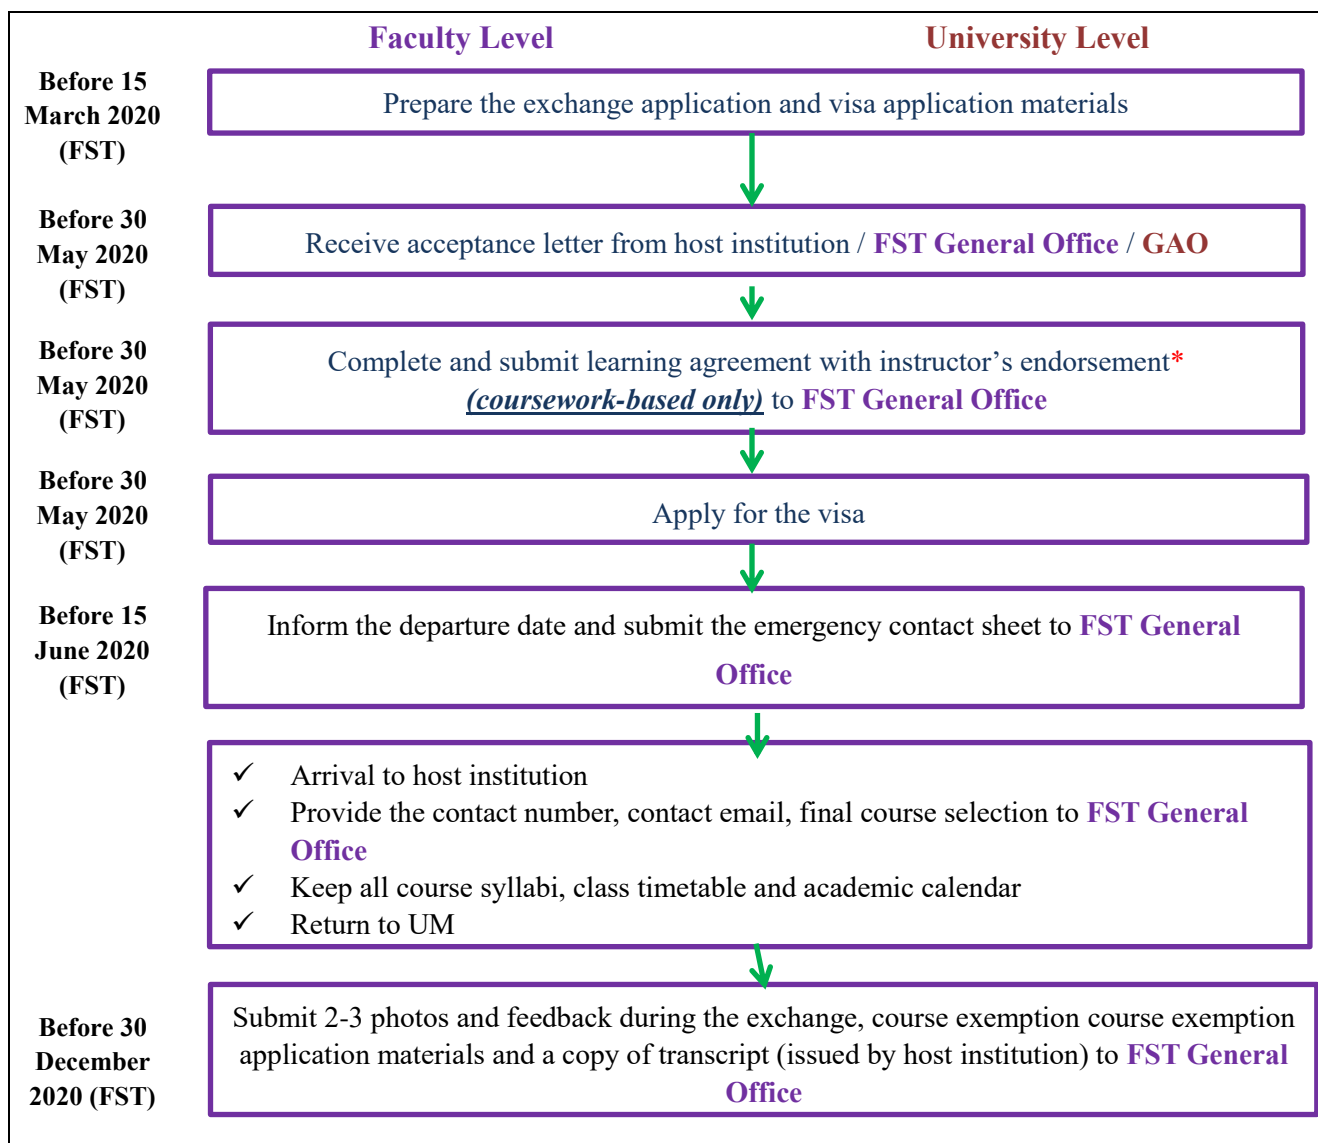 Faculty Level
University Level
Before 15
March 2020
(FST)
Prepare the exchange application and visa application materials
Before 30
May 2020
(FST)
Receive acceptance letter from host institution / FST General Office / GAO
Before 30
May 2020
(FST)
Complete and submit learning agreement with instructor’s endorsement*
(coursework-based only) to FST General Office
Before 30
May 2020
(FST)
Apply for the visa
Before 15
June 2020
(FST)
Inform the departure date and submit the emergency contact sheet to FST General
Office
✓ Arrival to host institution
✓ Provide the contact number, contact email, final course selection to FST General
Office
✓ Keep all course syllabi, class timetable and academic calendar
✓ Return to UM
Before 30
December
2020 (FST)
Submit 2-3 photos and feedback during the exchange, course exemption course exemption
application materials and a copy of transcript (issued by host institution) to FST General
Office